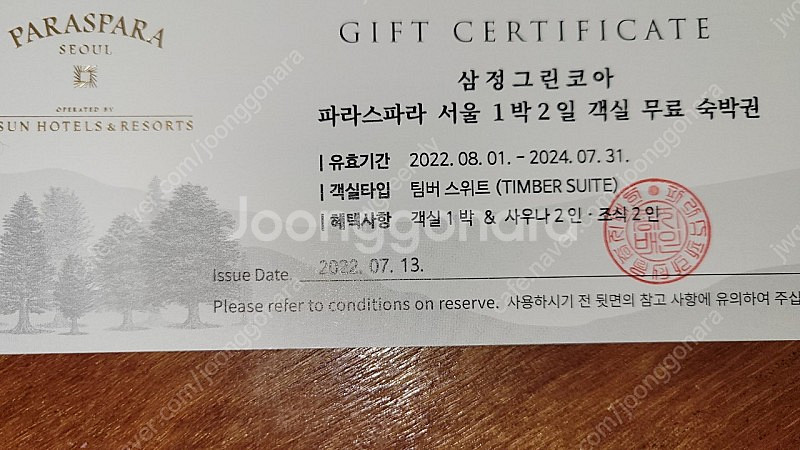 PARASPARA
SEOUL
OPERATED BY
SUN HOTELS & RESORTS
GIFT CERTIFICATE
삼정그린코아
파라스파라 서울 1박2일 객실 무료 숙박권
| 유효기간 2022. 08. 01. - 2024. 07. 31.
| 객실타입 팀버 스위트 (TIMBER SUITE)
| 혜택사항 객실 1박 & 사우나 2인 · 조식 2인
Joonggonara
Issue Date. 2022. 07. 13.
Please refer to conditions on reserve. 사용하시기 전 뒷면의 참고 사항에 유의하여 주십